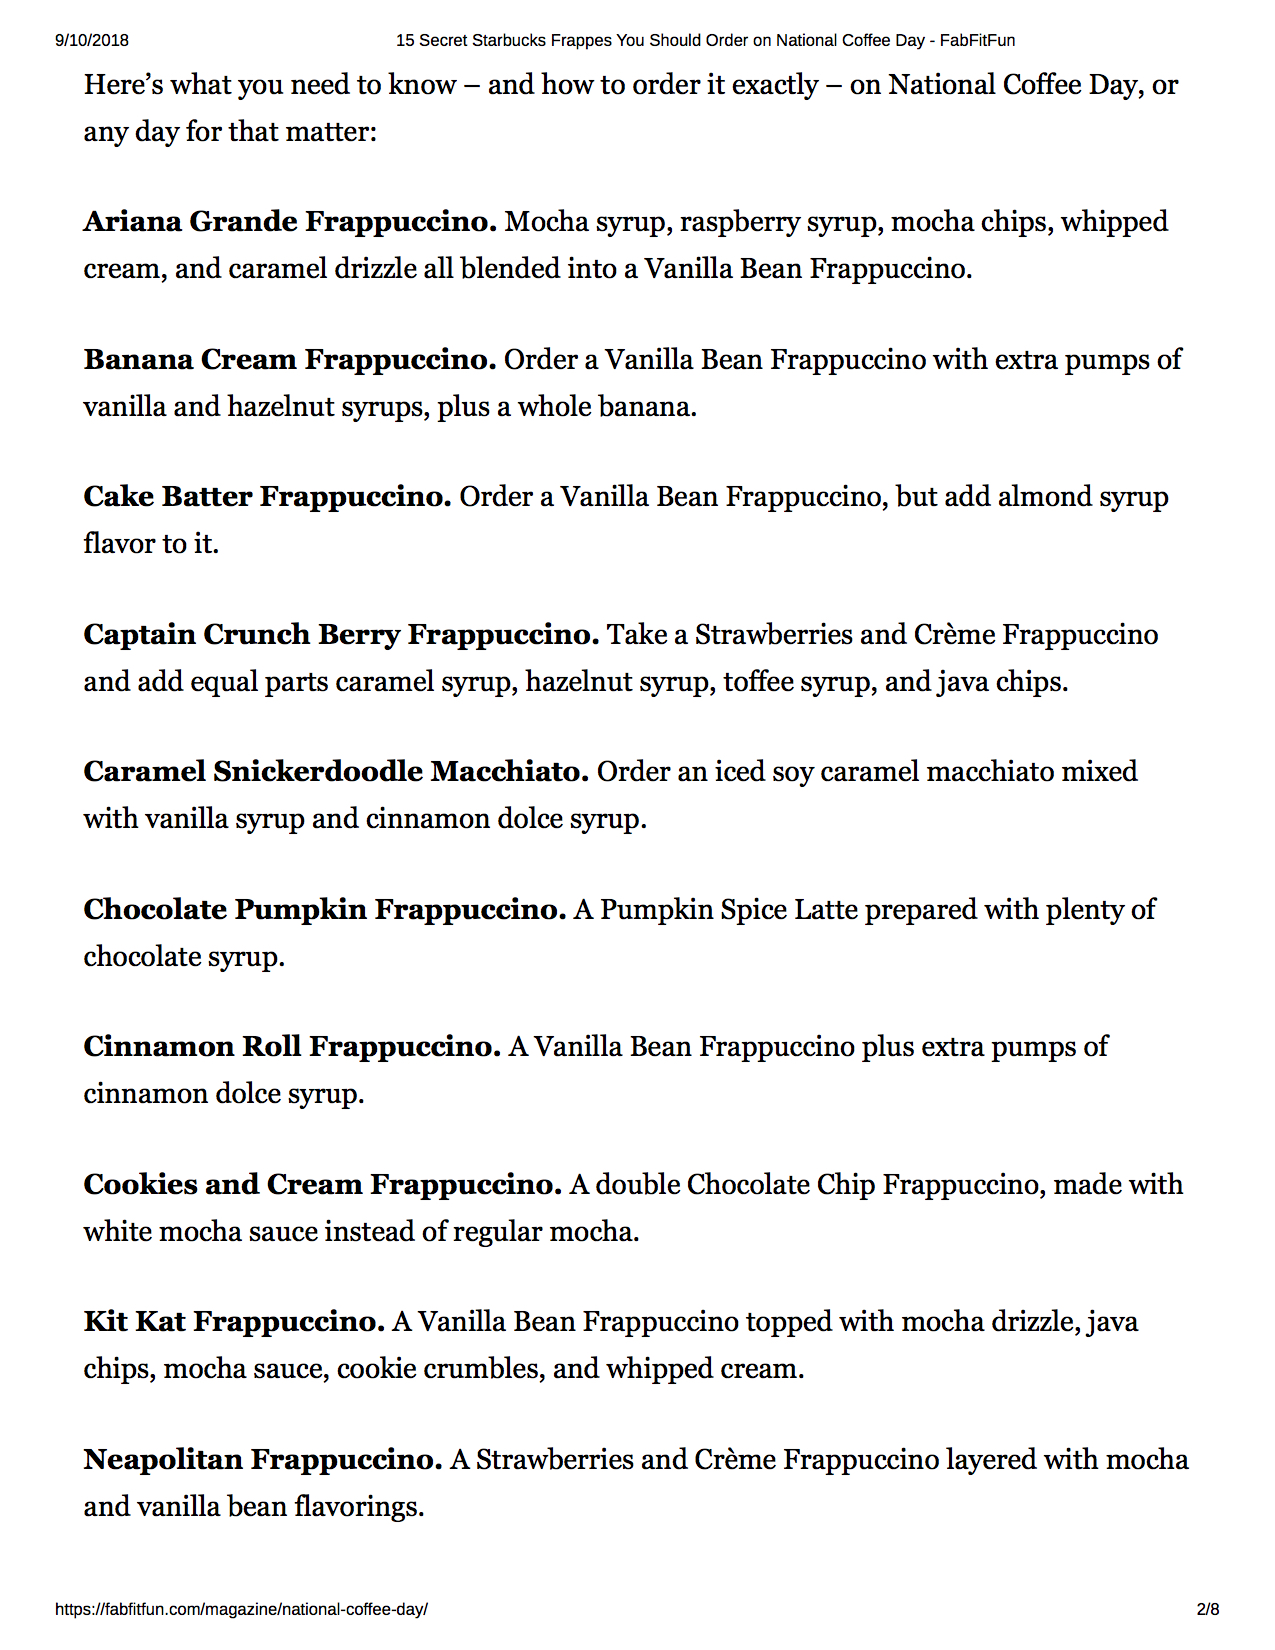 9/10/2018 15 Secret Starbucks Frappes You Should Order on National Coffee Day - FabFitFun
Here’s what you need to know – and how to order it exactly – on National Coffee Day, or
any day for that matter:
Ariana Grande Frappuccino. Mocha syrup, raspberry syrup, mocha chips, whipped
cream, and caramel drizzle all blended into a Vanilla Bean Frappuccino.
Banana Cream Frappuccino. Order a Vanilla Bean Frappuccino with extra pumps of
vanilla and hazelnut syrups, plus a whole banana.
Cake Batter Frappuccino. Order a Vanilla Bean Frappuccino, but add almond syrup
flavor to it.
Captain Crunch Berry Frappuccino. Take a Strawberries and Crème Frappuccino
and add equal parts caramel syrup, hazelnut syrup, toffee syrup, and java chips.
Caramel Snickerdoodle Macchiato. Order an iced soy caramel macchiato mixed
with vanilla syrup and cinnamon dolce syrup.
Chocolate Pumpkin Frappuccino. A Pumpkin Spice Latte prepared with plenty of
chocolate syrup.
Cinnamon Roll Frappuccino. A Vanilla Bean Frappuccino plus extra pumps of
cinnamon dolce syrup.
Cookies and Cream Frappuccino. A double Chocolate Chip Frappuccino, made with
white mocha sauce instead of regular mocha.
Kit Kat Frappuccino. A Vanilla Bean Frappuccino topped with mocha drizzle, java
chips, mocha sauce, cookie crumbles, and whipped cream.
Neapolitan Frappuccino. A Strawberries and Crème Frappuccino layered with mocha
and vanilla bean flavorings.
https://fabfitfun.com/magazine/national-coffee-day/ 2/8